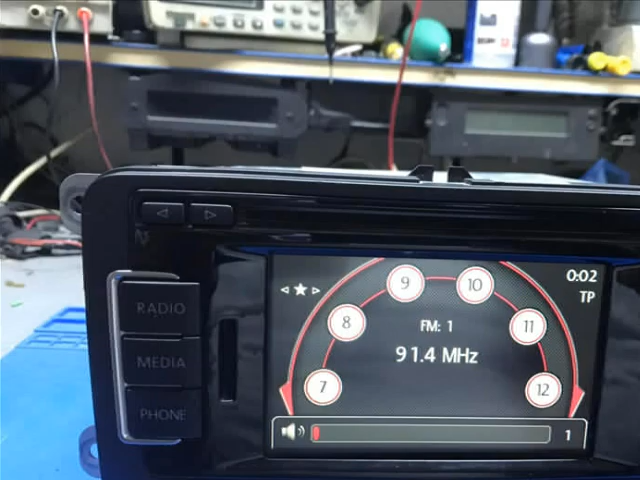 RADIO
MEDIA
PHONE
0:02
TP
9
10
8
11
FM: 1
91.4 MHz
7
12
1